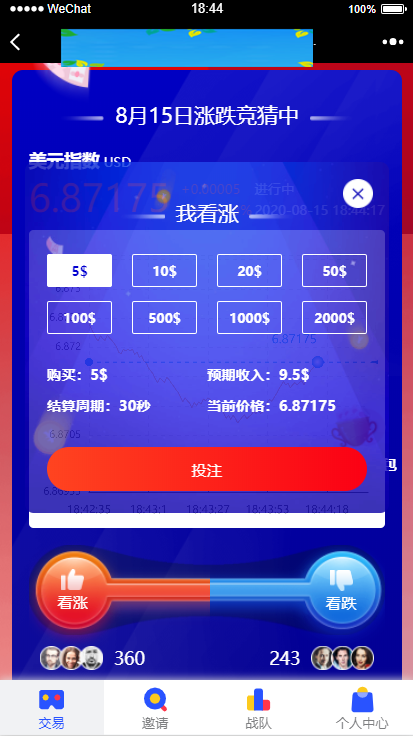 ●●●●● WeChat 18:44 100%
8月15日涨跌竞猜中
美元指数 USD
6.87175 +0.00005 进行中
2020-08-15 18:44:17
我看涨
5$ 10$ 20$ 50$
6.875
100$ 500$ 1000$ 2000$
6.87175
6.872
购买：5$ 预期收入：9.5$
结算周期：30秒 当前价格：6.87175
6.8705
投注
18:42:35 18:43:1 18:43:27 18:43:53 18:44:18
看涨 看跌
360 243
交易 邀请 战队 个人中心